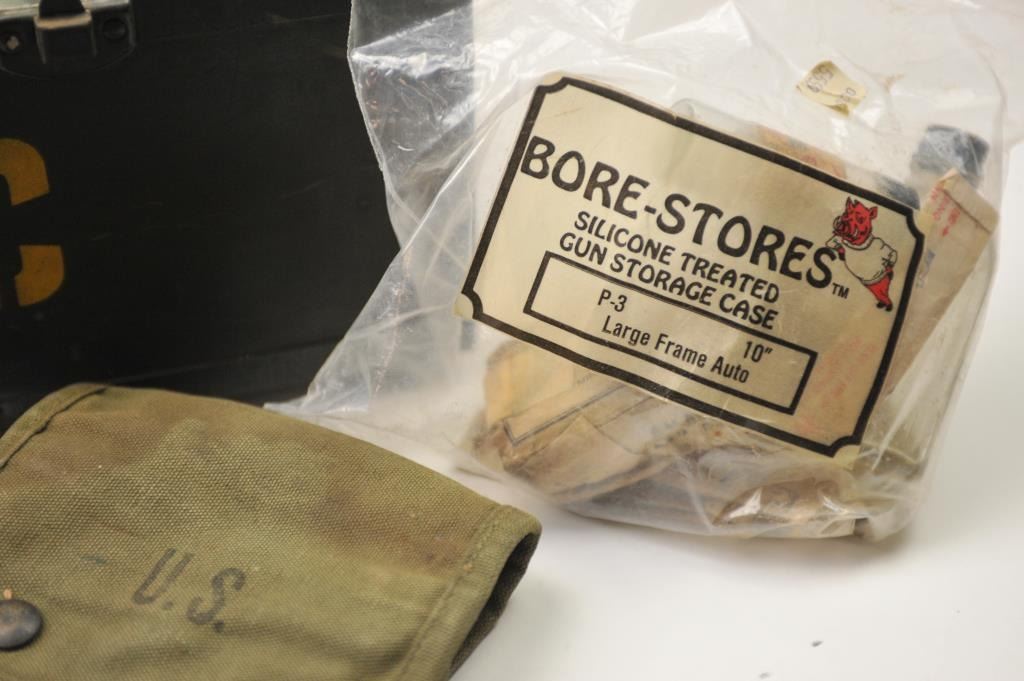 BORE-STORES™
SILICONE TREATED
GUN STORAGE CASE
P-3 10"
Large Frame Auto
U.S.